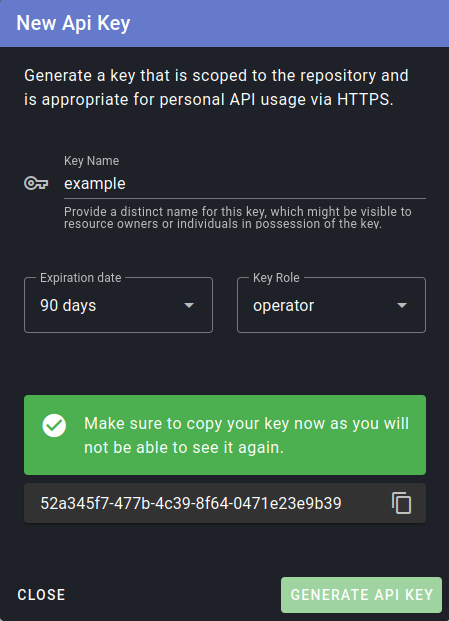 New Api Key
Generate a key that is scoped to the repository and
is appropriate for personal API usage via HTTPS.
Key Name
example
Provide a distinct name for this key, which might be visible to
resource owners or individuals in possession of the key.
Expiration date
90 days
Key Role
operator
Make sure to copy your key now as you will
not be able to see it again.
52a345f7-477b-4c39-8f64-0471e23e9b39
CLOSE
GENERATE API KEY